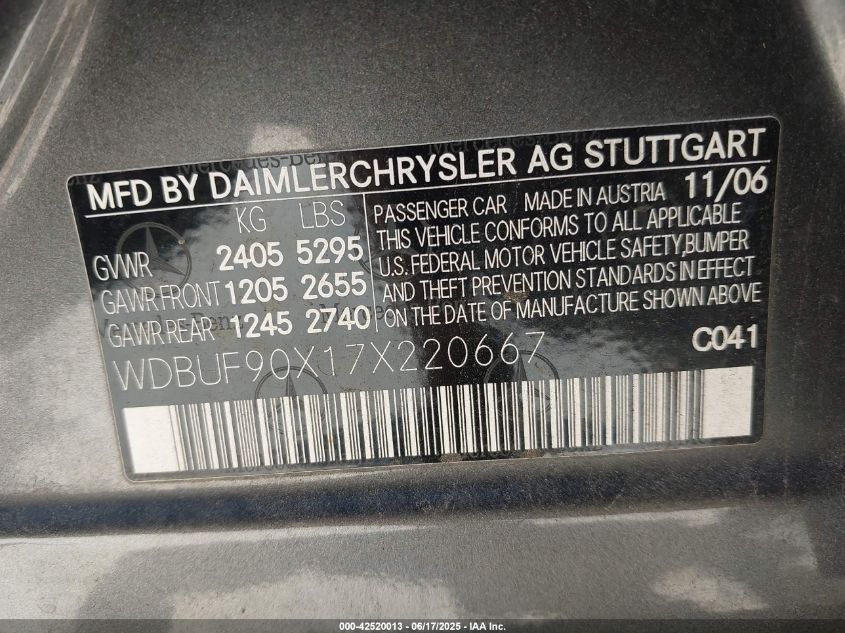 MFD BY DAIMLERCHRYSLER AG STUTTGART
KG LBS PASSENGER CAR MADE IN AUSTRIA 11/06
GVWR 2405 5295 THIS VEHICLE CONFORMS TO ALL APPLICABLE
U.S. FEDERAL MOTOR VEHICLE SAFETY,BUMPER
GAWR FRONT 1205 2655 AND THEFT PREVENTION STANDARDS IN EFFECT
GAWR REAR 1245 2740 ON THE DATE OF MANUFACTURE SHOWN ABOVE
WDBUF90X17X220667 C041
000-42520013 - 06/17/2025 - IAA Inc.